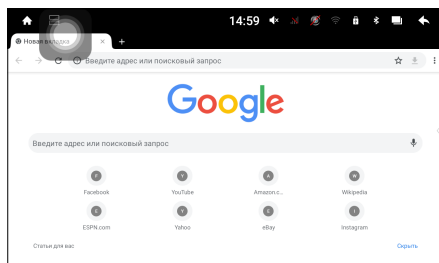 14:59
Новая вкладка
Введите адрес или поисковый запрос
Google
Введите адрес или поисковый запрос
F Y A W
Facebook YouTube Amazon.c... Wikipedia
E Y E I
ESPN.com Yahoo eBay Instagram
Статьи для вас Скрыть